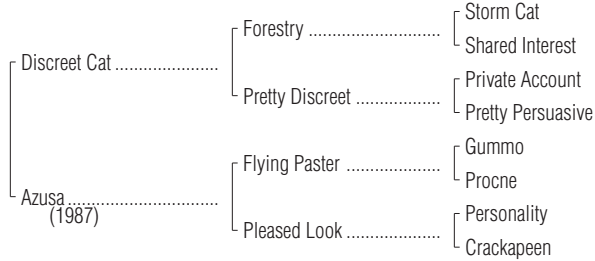 Storm Cat
Forestry ............................
Shared Interest
Discreet Cat ......................
Private Account
Pretty Discreet ..................
Pretty Persuasive
Gummo
Flying Paster ....................
Procne
Azusa ................................
(1987)
Personality
Pleased Look ....................
Crackapeen